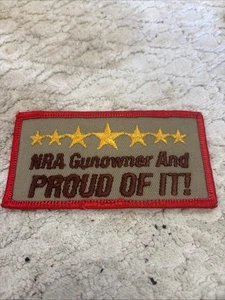 NRA Gunowner And
PROUD OF IT!